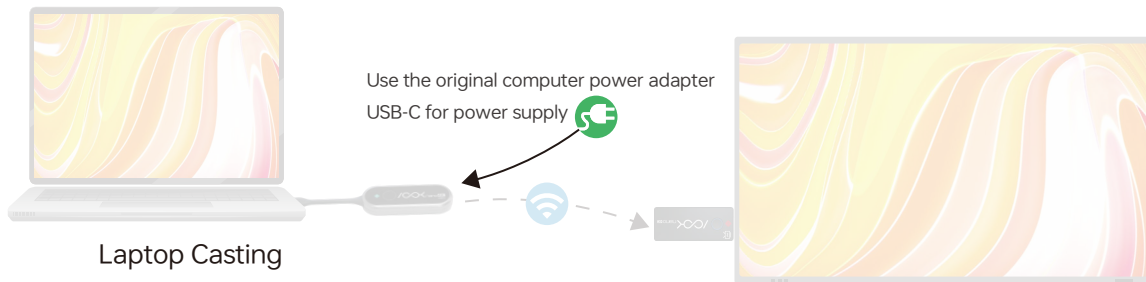 Use the original computer power adapter
USB-C for power supply
Laptop Casting